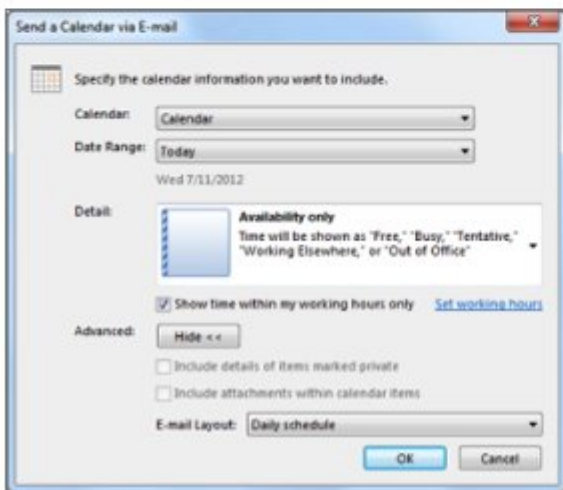 Send a Calendar via E-mail
Specify the calendar information you want to include.
Calendar: Calendar
Date Range: Today
Wed 7/11/2012
Detail: Availability only
Time will be shown as "Free," "Busy," "Tentative,"
"Working Elsewhere," or "Out of Office"
Show time within my working hours only Set working hours
Advanced: Hide <<
Include details of items marked private
Include attachments within calendar items
E-mail Layout: Daily schedule
OK Cancel